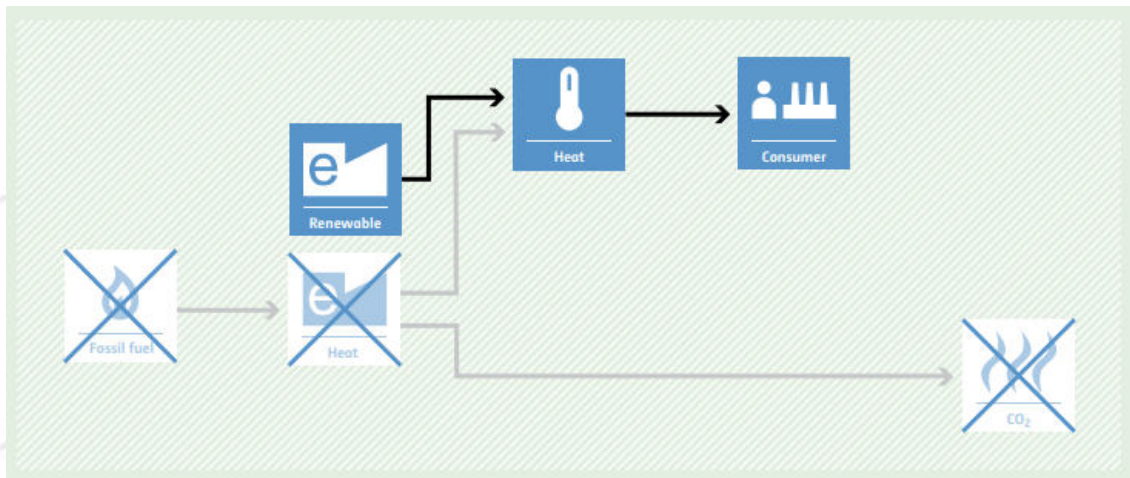 Heat
Consumer
e
Renewable
Fossil fuel
e
Heat
CO₂